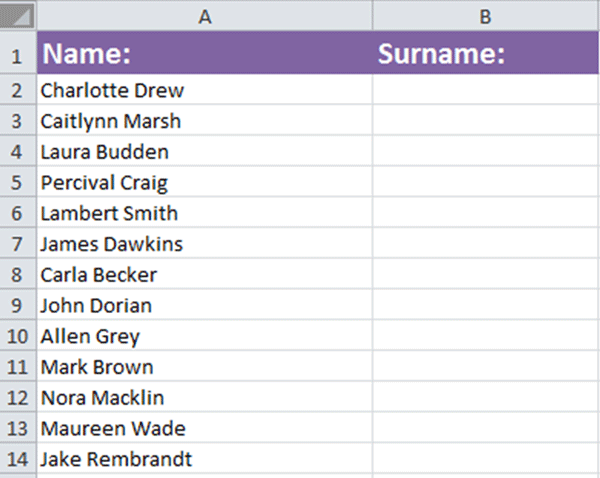 A B
1 Name: Surname:
2 Charlotte Drew
3 Caitlynn Marsh
4 Laura Budden
5 Percival Craig
6 Lambert Smith
7 James Dawkins
8 Carla Becker
9 John Dorian
10 Allen Grey
11 Mark Brown
12 Nora Macklin
13 Maureen Wade
14 Jake Rembrandt